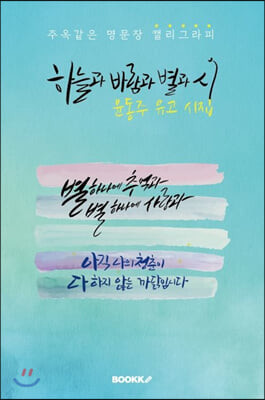 주옥같은 명문장 캘리그라피
하늘과 바람과 별과 시
윤동주 유고 시집
별 하나에 추억과
별 하나에 사랑과
아직 나의 청춘이
다 하지 않는 까닭입니다
BOOKK